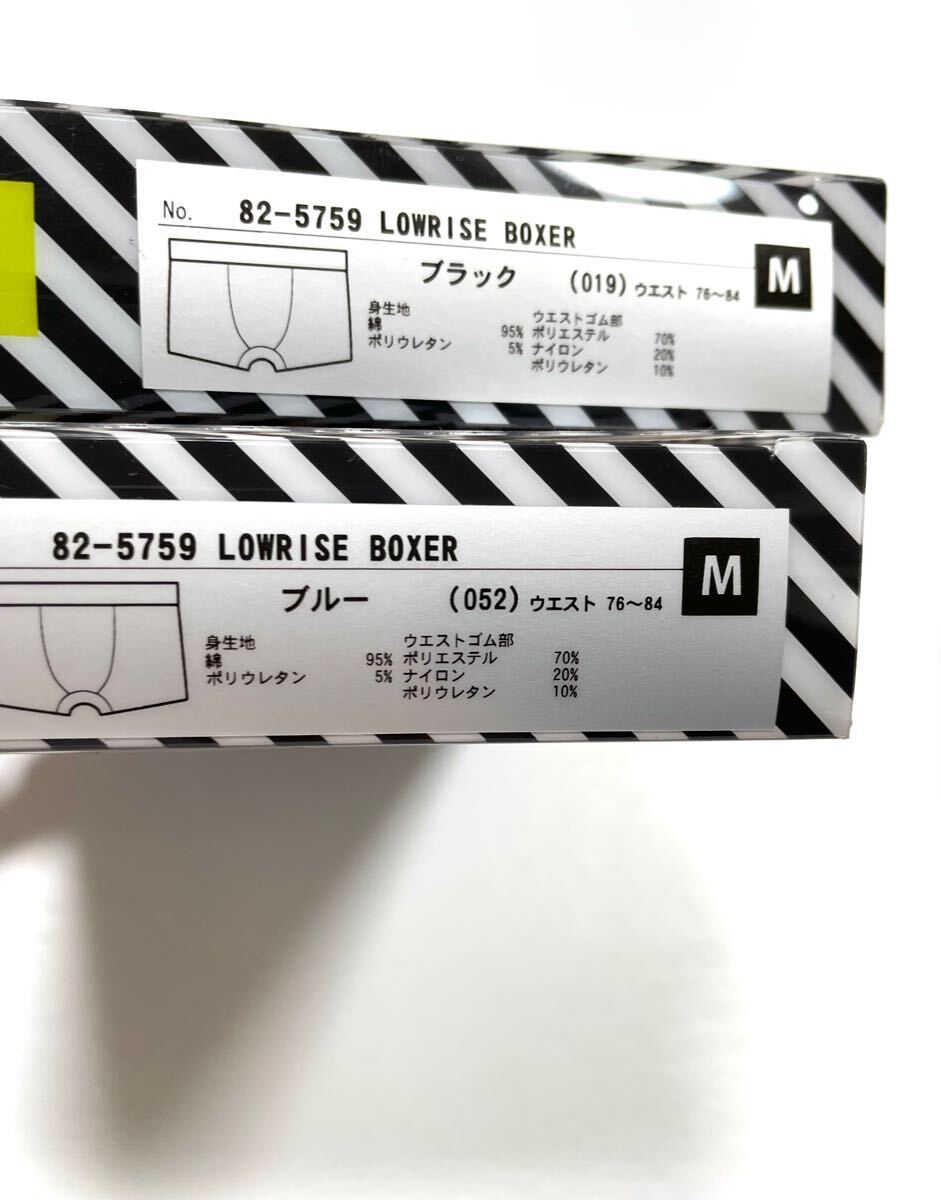 No. 82-5759 LOWRISE BOXER
ブラック (019) ウエスト 76〜84 M
身生地 ウエストゴム部
綿 95% ポリエステル 70%
ポリウレタン 5% ナイロン 20%
ポリウレタン 10%
82-5759 LOWRISE BOXER
ブルー (052) ウエスト 76〜84 M
身生地 ウエストゴム部
綿 95% ポリエステル 70%
ポリウレタン 5% ナイロン 20%
ポリウレタン 10%